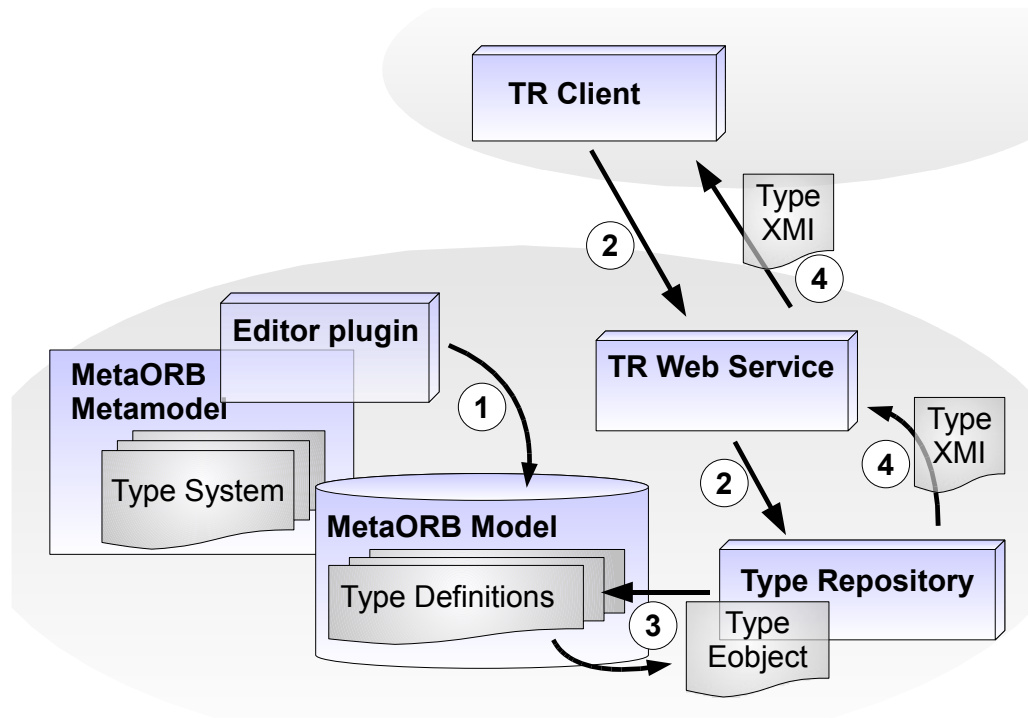 TR Client
Type
XMI
2
4
Editor plugin
MetaORB
Metamodel
TR Web Service
1
Type
XMI
4
2
Type System
MetaORB Model
Type Definitions
Type Repository
3
Type
Eobject